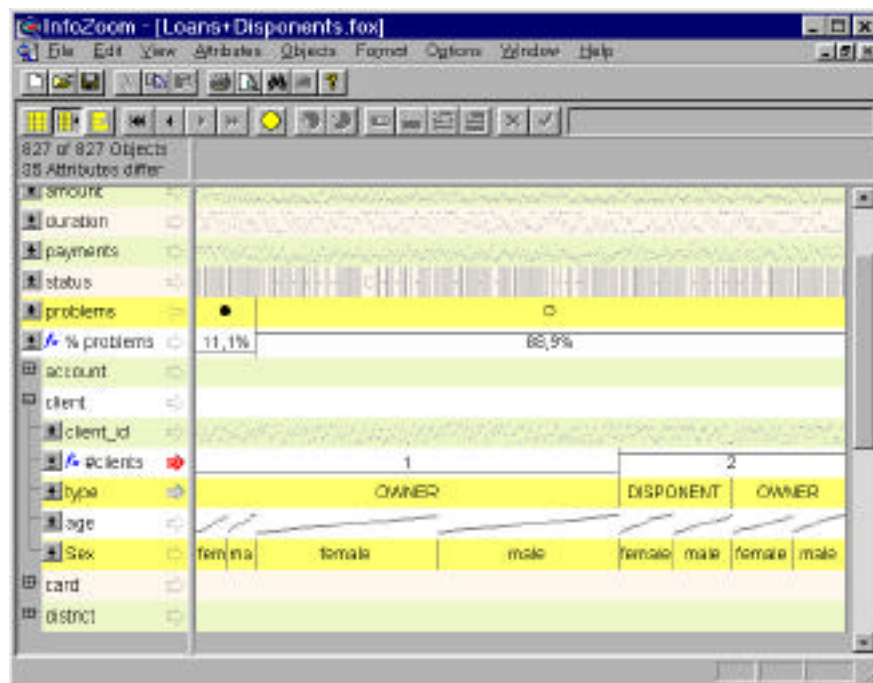 InfoZoom - [Loans+Disponents.fox]
File Edit View Attributes Objects Format Options Window Help
827 of 827 Objects
35 Attributes differ
amount
duration
payments
status
problems
% problems 11,1% 88,9%
account
client
client_id
#clients 1 2
type OWNER DISPONENT OWNER
age
Sex fem ma female male female male female male
card
district